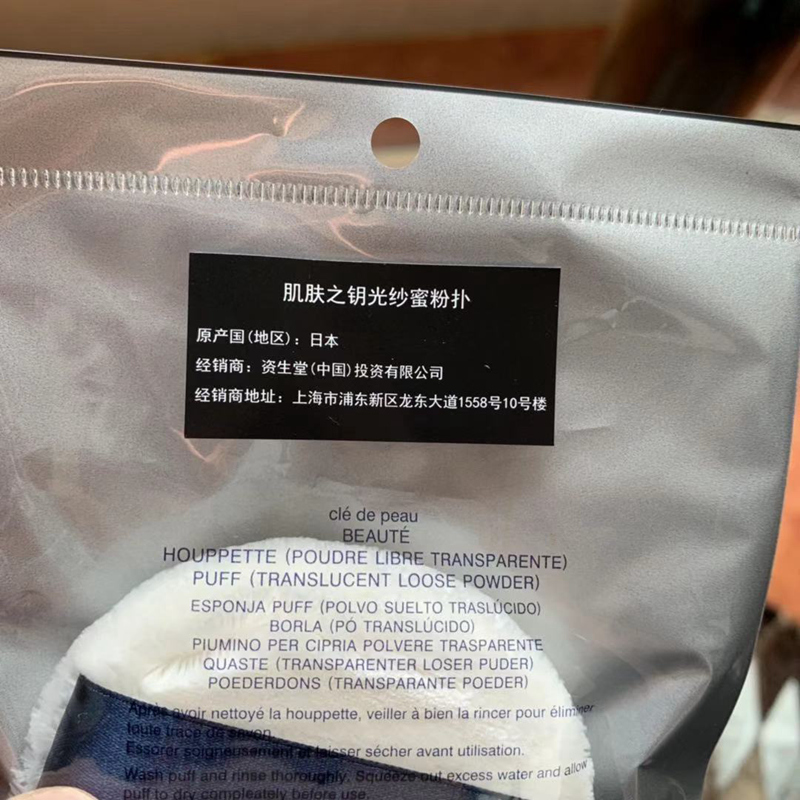 肌肤之钥光纱蜜粉扑
原产国(地区)：日本
经销商：资生堂(中国)投资有限公司
经销商地址：上海市浦东新区龙东大道1558号10号楼
clé de peau
BEAUTÉ
HOUPPETTE (POUDRE LIBRE TRANSPARENTE)
PUFF (TRANSLUCENT LOOSE POWDER)
ESPONJA PUFF (POLVO SUELTO TRASLÚCIDO)
BORLA (PÓ TRANSLÚCIDO)
PIUMINO PER CIPRIA POLVERE TRASPARENTE
QUASTE (TRANSPARENTER LOSER PUDER)
POEDERDONS (TRANSPARANTE POEDER)
Après avoir nettoyé la houppette, veiller à bien la rincer pour éliminer
toute trace de savon.
Essorer soigneusement et laisser sécher avant utilisation.
Wash puff and rinse thoroughly. Squeeze out excess water and allow
puff to dry completely before use.